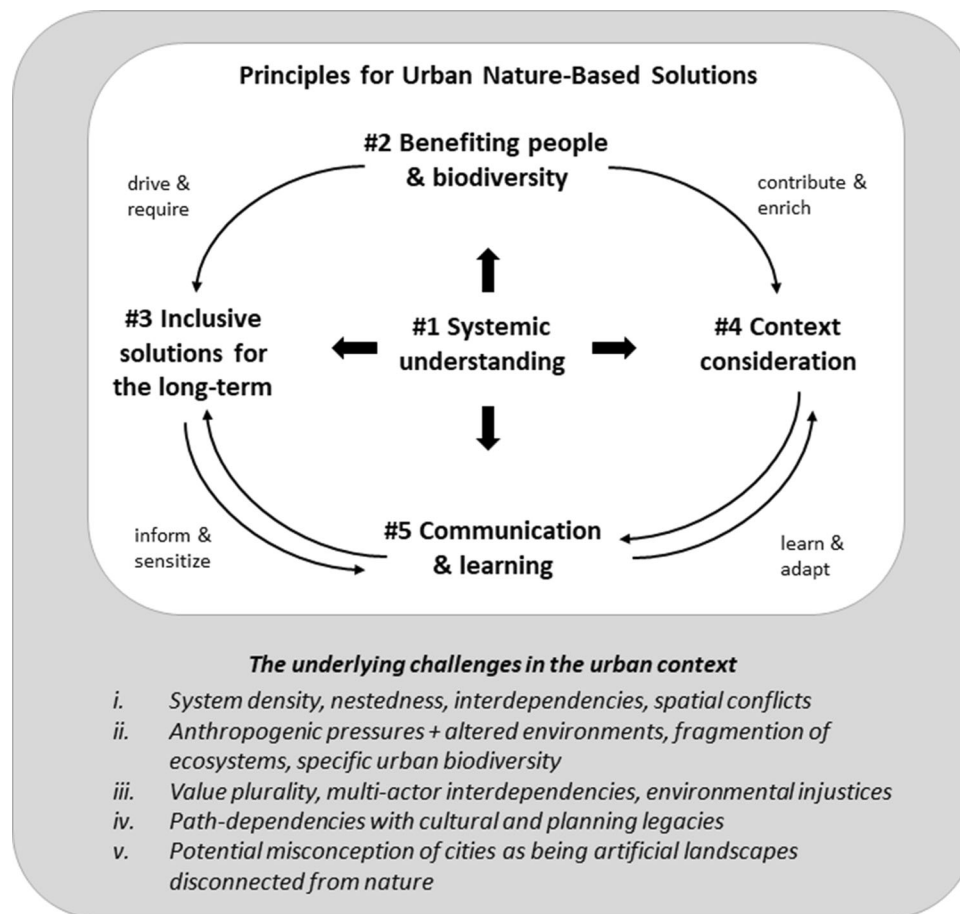 Principles for Urban Nature-Based Solutions
#2 Benefiting people
& biodiversity
drive &
require
contribute &
enrich
#3 Inclusive
solutions for
the long-term
#1 Systemic
understanding
#4 Context
consideration
inform &
sensitize
#5 Communication
& learning
learn &
adapt
The underlying challenges in the urban context
i. System density, nestedness, interdependencies, spatial conflicts
ii. Anthropogenic pressures + altered environments, fragmention of
ecosystems, specific urban biodiversity
iii. Value plurality, multi-actor interdependencies, environmental injustices
iv. Path-dependencies with cultural and planning legacies
v. Potential misconception of cities as being artificial landscapes
disconnected from nature